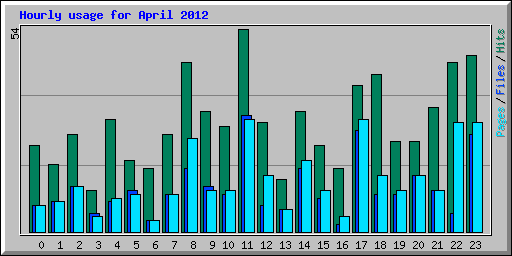 Hourly usage for April 2012
54
Pages / Files / Hits
0 1 2 3 4 5 6 7 8 9 10 11 12 13 14 15 16 17 18 19 20 21 22 23